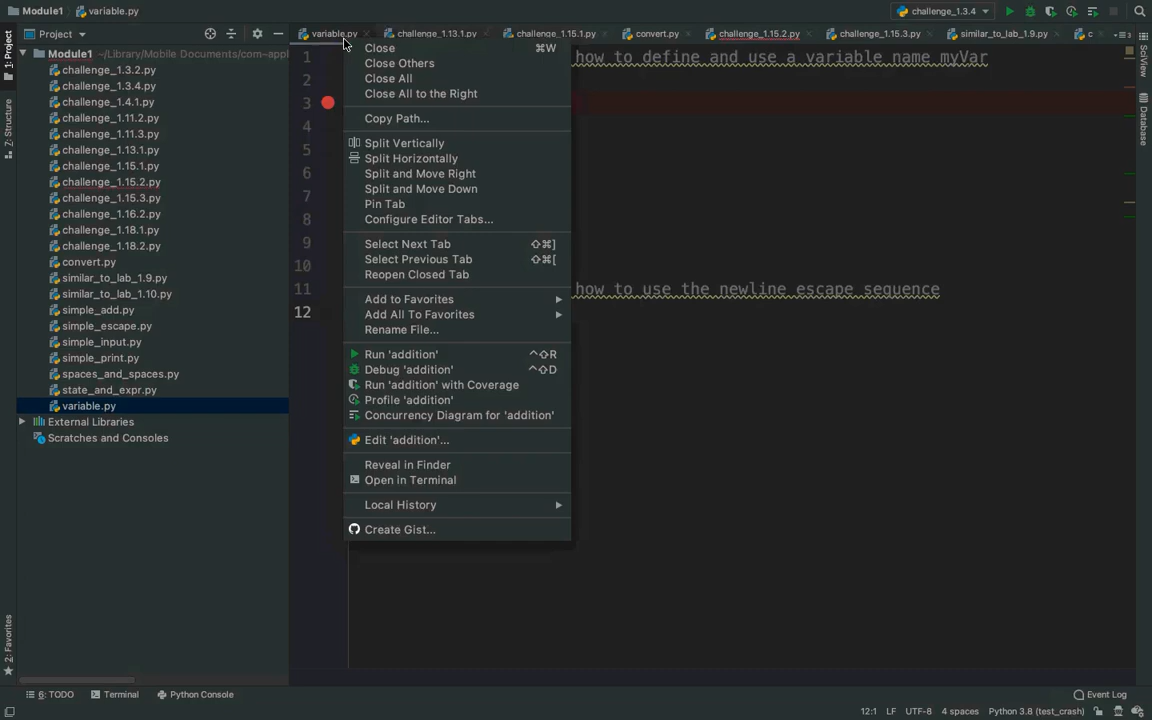 Module1 variable.py challenge_1.3.4
1: Project
Project
variable.py challenge_1.13.1.py challenge_1.15.1.py convert.py challenge_1.15.2.py challenge_1.15.3.py similar_to_lab_1.9.py c
Module1 ~/Library/Mobile Documents/com~appl
challenge_1.3.2.py
challenge_1.3.4.py
challenge_1.4.1.py
challenge_1.11.2.py
challenge_1.11.3.py
challenge_1.13.1.py
challenge_1.15.1.py
challenge_1.15.2.py
challenge_1.15.3.py
challenge_1.16.2.py
challenge_1.18.1.py
challenge_1.18.2.py
convert.py
similar_to_lab_1.9.py
similar_to_lab_1.10.py
simple_add.py
simple_escape.py
simple_input.py
simple_print.py
spaces_and_spaces.py
state_and_expr.py
variable.py
External Libraries
Scratches and Consoles
Z: Structure
2: Favorites
1
2
3
4
5
6
7
8
9
10
11
12
how to define and use a variable name myVar
how to use the newline escape sequence
Close ⌘W
Close Others
Close All
Close All to the Right
Copy Path...
Split Vertically
Split Horizontally
Split and Move Right
Split and Move Down
Pin Tab
Configure Editor Tabs...
Select Next Tab ⇧⌘]
Select Previous Tab ⇧⌘[
Reopen Closed Tab
Add to Favorites
Add All To Favorites
Rename File...
Run 'addition' ^⇧R
Debug 'addition' ^⇧D
Run 'addition' with Coverage
Profile 'addition'
Concurrency Diagram for 'addition'
Edit 'addition'...
Reveal in Finder
Open in Terminal
Local History
Create Gist...
SciView
Database
6: TODO Terminal Python Console Event Log
12:1 LF UTF-8 4 spaces Python 3.8 (test_crash)